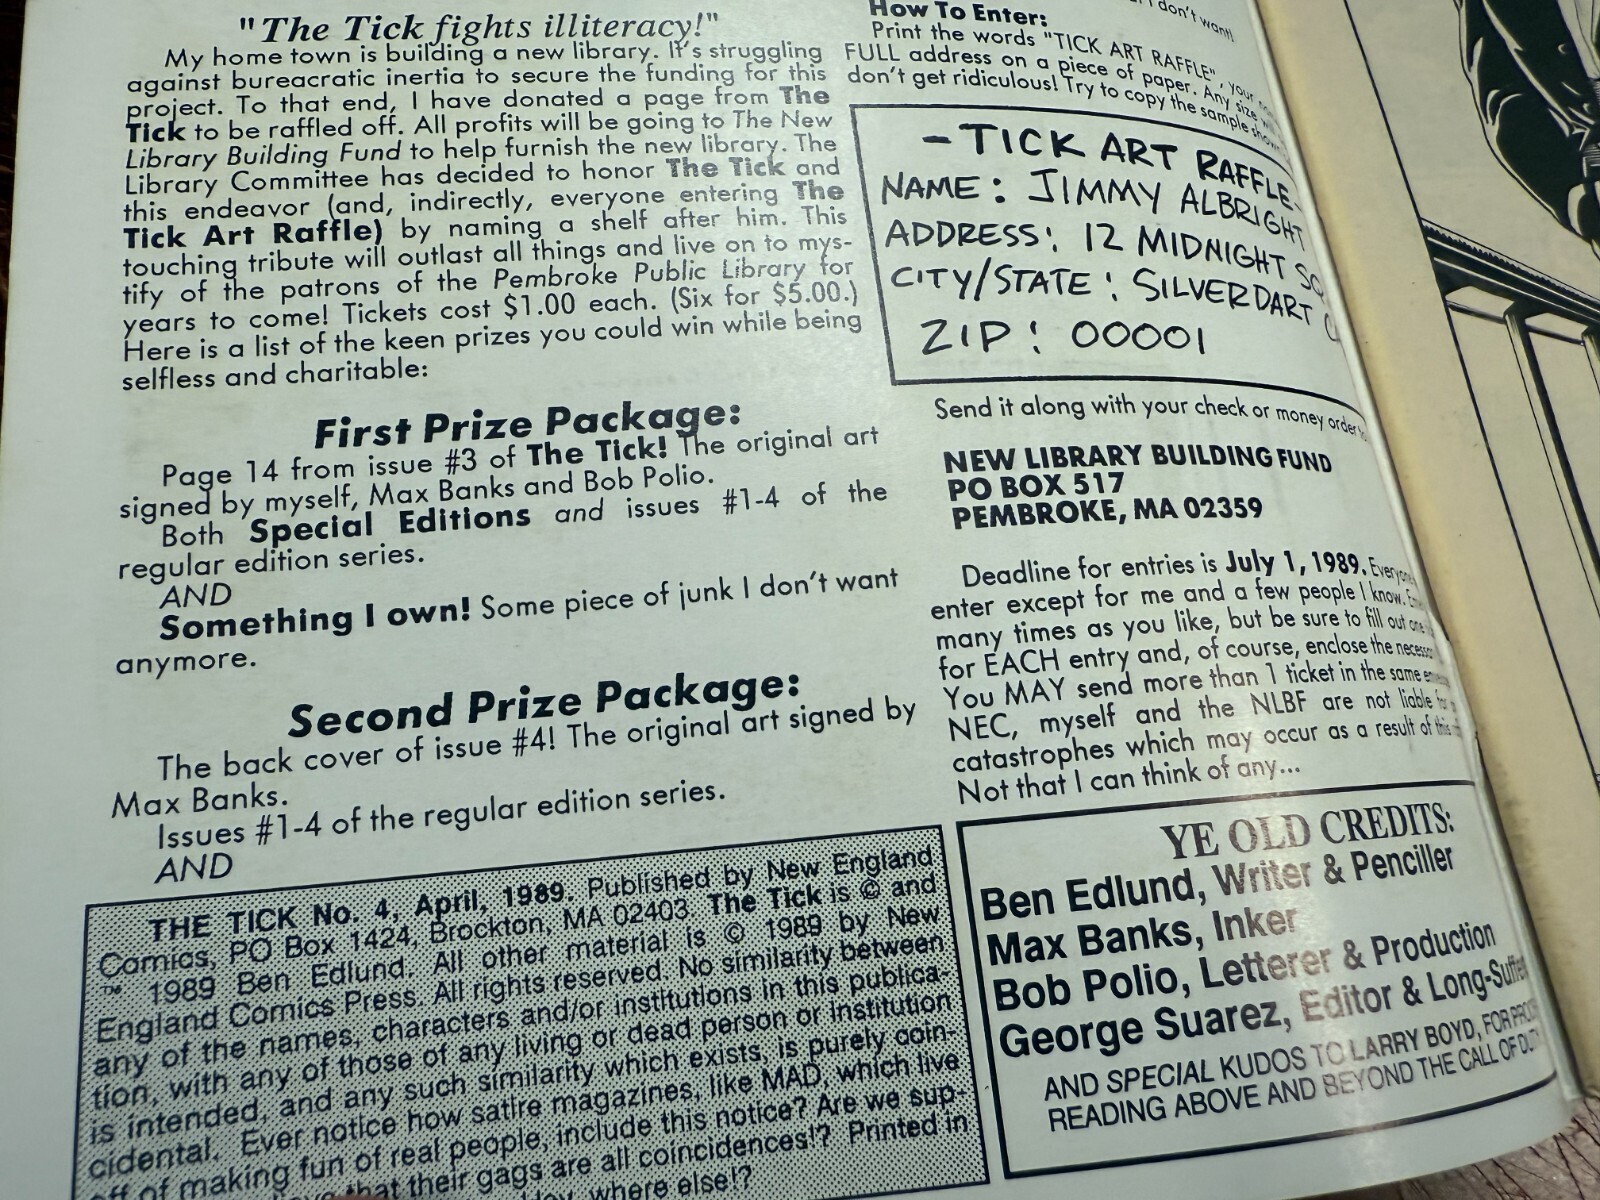 "The Tick fights illiteracy!"
My home town is building a new library. It's struggling
against bureacratic inertia to secure the funding for this
project. To that end, I have donated a page from The
Tick to be raffled off. All profits will be going to The New
Library Building Fund to help furnish the new library. The
Library Committee has decided to honor The Tick and
this endeavor (and, indirectly, everyone entering The
Tick Art Raffle) by naming a shelf after him. This
touching tribute will outlast all things and live on to mys-
tify of the patrons of the Pembroke Public Library for
years to come! Tickets cost $1.00 each. (Six for $5.00.)
Here is a list of the keen prizes you could win while being
selfless and charitable:
First Prize Package:
Page 14 from issue #3 of The Tick! The original art
signed by myself, Max Banks and Bob Polio.
Both Special Editions and issues #1-4 of the
regular edition series.
AND
Something I own! Some piece of junk I don't want
anymore.
Second Prize Package:
The back cover of issue #4! The original art signed by
Max Banks.
Issues #1-4 of the regular edition series.
AND
THE TICK No. 4, April, 1989. Published by New England
Comics, PO Box 1424, Brockton, MA 02403. The Tick is © and
™ 1989 Ben Edlund. All other material is © 1989 by New
England Comics Press. All rights reserved. No similarity between
any of the names, characters and/or institutions in this publica-
tion, with any of those of any living or dead person or institution
is intended, and any such similarity which exists, is purely coin-
cidental. Ever notice how satire magazines, like MAD, which live
off of making fun of real people, include this notice? Are we sup-
that their gags are all coincidences!? Printed in
where else!?
I don't want!
How To Enter:
Print the words "TICK ART RAFFLE", your
FULL address on a piece of paper. Any size
don't get ridiculous! Try to copy the sample
- TICK ART RAFFLE -
NAME: JIMMY ALBRIGHT
ADDRESS: 12 MIDNIGHT
CITY/STATE: SILVERDART
ZIP: 00001
Send it along with your check or money order
NEW LIBRARY BUILDING FUND
PO BOX 517
PEMBROKE, MA 02359
Deadline for entries is July 1, 1989.
enter except for me and a few people I know.
many times as you like, but be sure to fill out one
for EACH entry and, of course, enclose the
You MAY send more than 1 ticket in the same
NEC, myself and the NLBF are not liable for
catastrophes which may occur as a result of this
Not that I can think of any...
YE OLD CREDITS:
Ben Edlund, Writer & Penciller
Max Banks, Inker
Bob Polio, Letterer & Production
George Suarez, Editor &
AND SPECIAL KUDOS TO LARRY BOYD, FOR
READING ABOVE AND BEYOND THE CALL OF